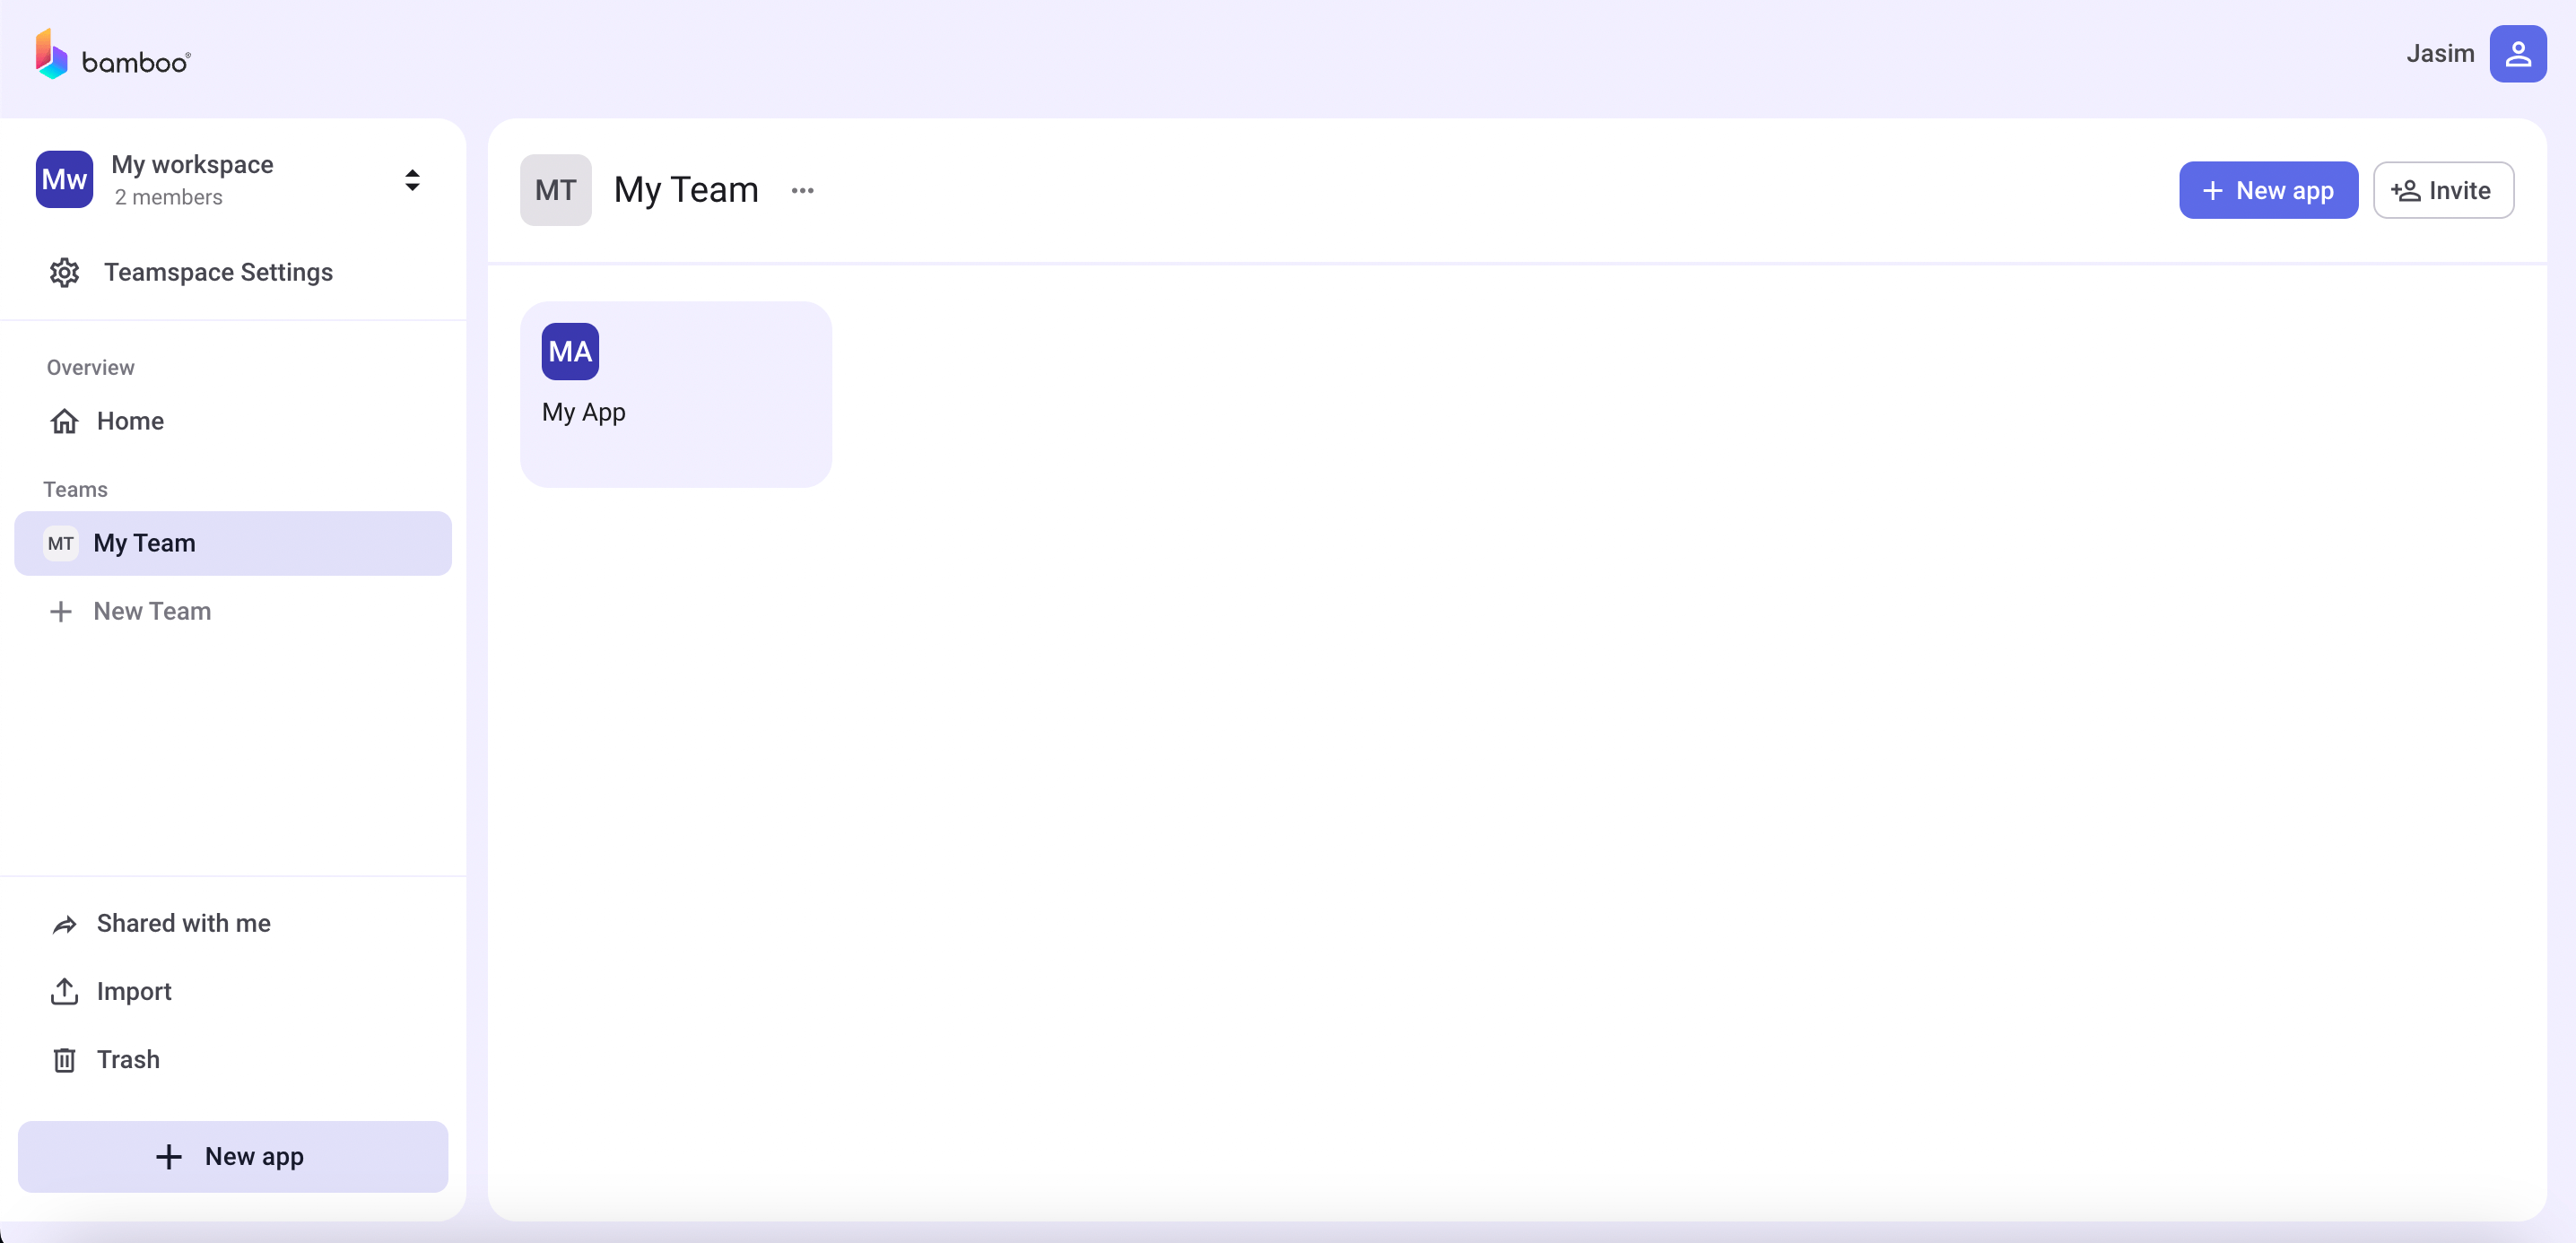 bamboo®
Jasim
Mw
My workspace
2 members
Teamspace Settings
Overview
Home
Teams
MT
My Team
New Team
Shared with me
Import
Trash
New app
MT
My Team
New app
Invite
MA
My App